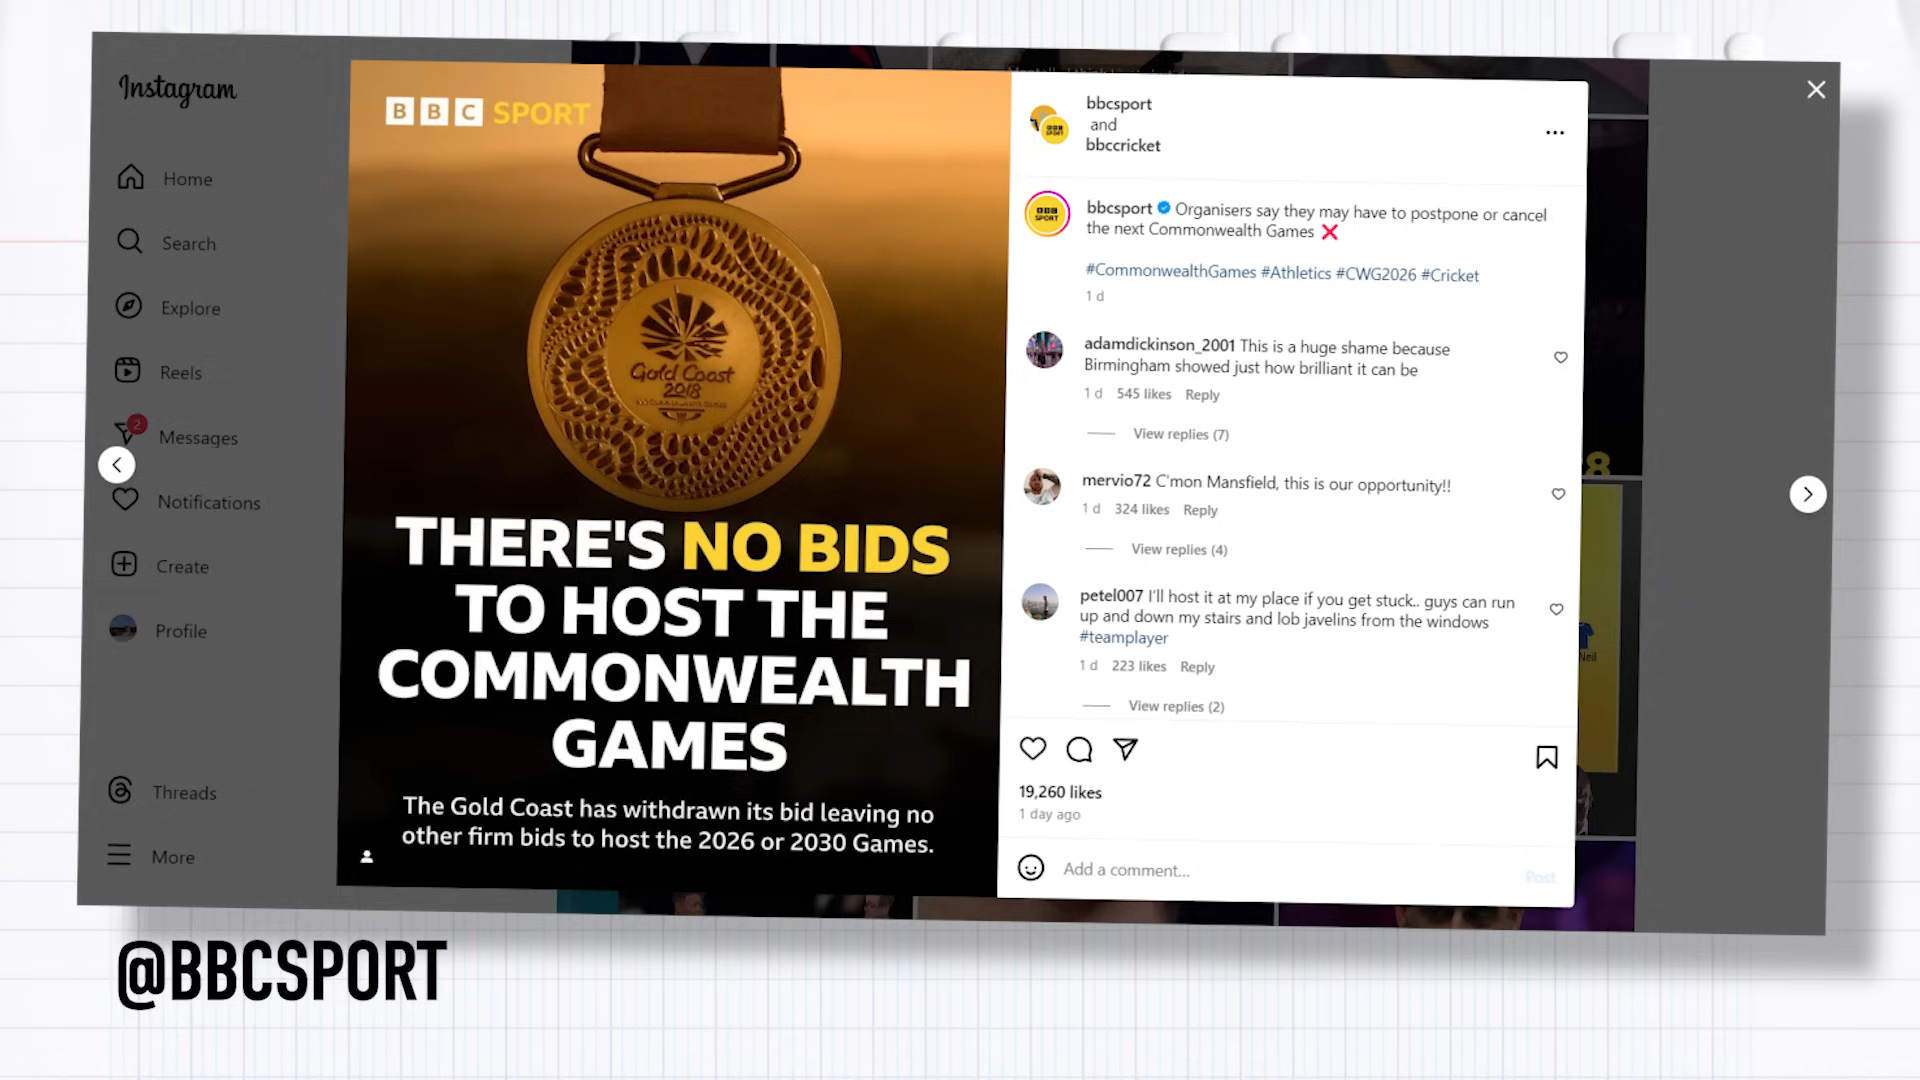 Instagram
Home
Search
Explore
Reels
2
Messages
Notifications
Create
Profile
Threads
More
BBC SPORT
Gold Coast
2018
THERE'S NO BIDS
TO HOST THE
COMMONWEALTH
GAMES
The Gold Coast has withdrawn its bid leaving no
other firm bids to host the 2026 or 2030 Games.
bbcsport
and
bbccricket
BBC
SPORT
bbcsport Organisers say they may have to postpone or cancel
the next Commonwealth Games ❌
#CommonwealthGames #Athletics #CWG2026 #Cricket
1 d
adamdickinson_2001 This is a huge shame because
Birmingham showed just how brilliant it can be
1 d 545 likes Reply
View replies (7)
mervio72 C'mon Mansfield, this is our opportunity!!
1 d 324 likes Reply
View replies (4)
petel007 I'll host it at my place if you get stuck.. guys can run
up and down my stairs and lob javelins from the windows
#teamplayer
1 d 223 likes Reply
View replies (2)
19,260 likes
1 day ago
Add a comment...
Post
8
Neil
@BBCSPORT